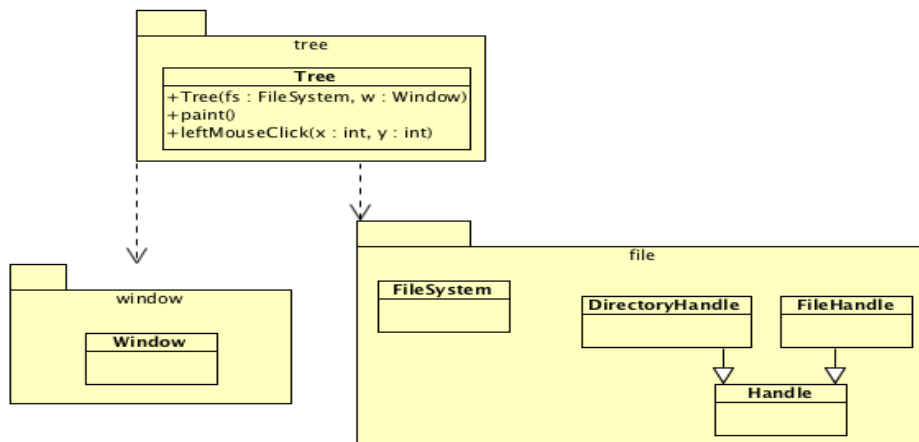 tree
Tree
+Tree(fs : FileSystem, w : Window)
+paint()
+leftMouseClick(x : int, y : int)
window
Window
file
FileSystem
DirectoryHandle
FileHandle
Handle